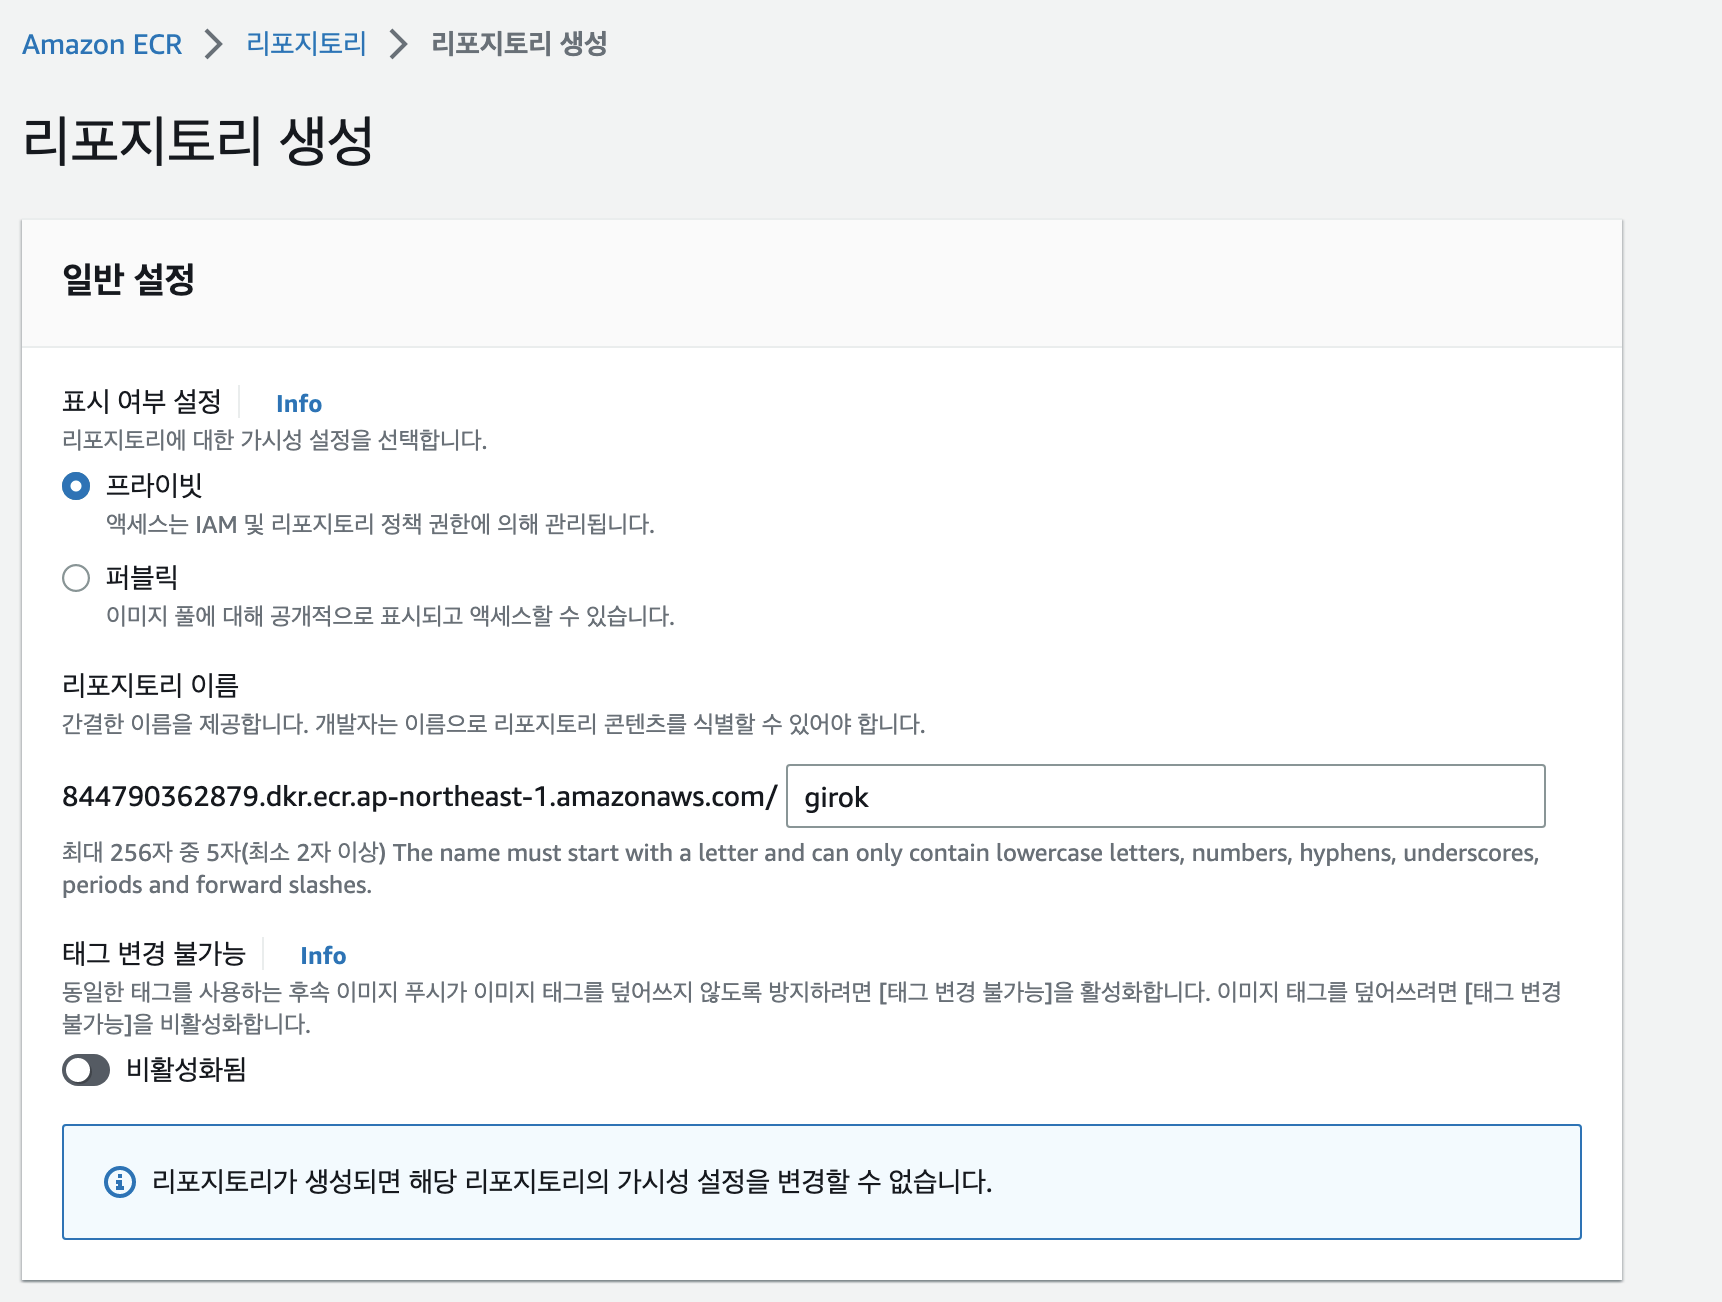 Amazon ECR > 리포지토리 > 리포지토리 생성
리포지토리 생성
일반 설정
표시 여부 설정 Info
리포지토리에 대한 가시성 설정을 선택합니다.
프라이빗
액세스는 IAM 및 리포지토리 정책 권한에 의해 관리됩니다.
퍼블릭
이미지 풀에 대해 공개적으로 표시되고 액세스할 수 있습니다.
리포지토리 이름
간결한 이름을 제공합니다. 개발자는 이름으로 리포지토리 콘텐츠를 식별할 수 있어야 합니다.
844790362879.dkr.ecr.ap-northeast-1.amazonaws.com/ girok
최대 256자 중 5자(최소 2자 이상) The name must start with a letter and can only contain lowercase letters, numbers, hyphens, underscores,
periods and forward slashes.
태그 변경 불가능 Info
동일한 태그를 사용하는 후속 이미지 푸시가 이미지 태그를 덮어쓰지 않도록 방지하려면 [태그 변경 불가능]을 활성화합니다. 이미지 태그를 덮어쓰려면 [태그 변경
불가능]을 비활성화합니다.
비활성화됨
리포지토리가 생성되면 해당 리포지토리의 가시성 설정을 변경할 수 없습니다.